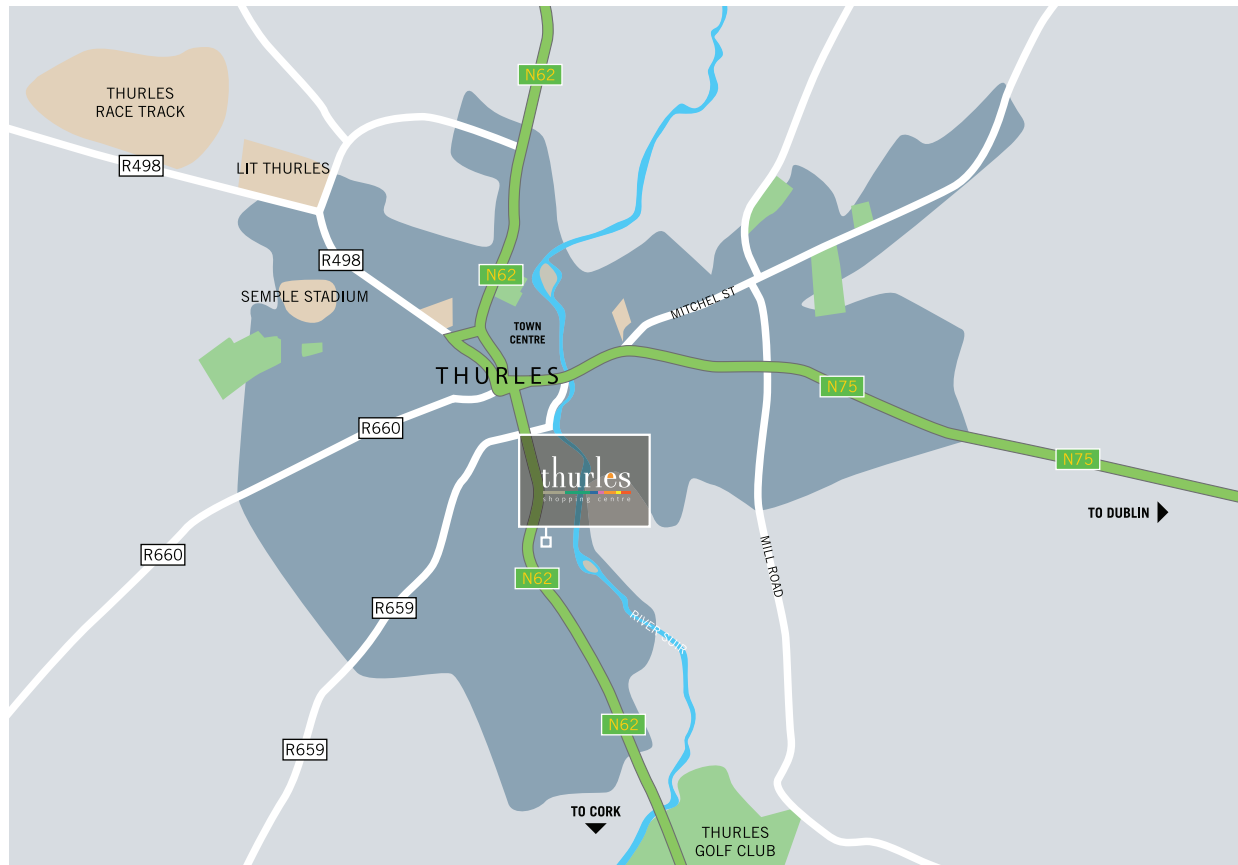 N62
THURLES
RACE TRACK
R498
LIT THURLES
R498
N62
SEMPLE STADIUM
MITCHEL ST
TOWN
CENTRE
THURLES
N75
R660
N75
thurles
shopping centre
TO DUBLIN
R660
MILL ROAD
N62
R659
RIVER SUIR
N62
R659
TO CORK
THURLES
GOLF CLUB